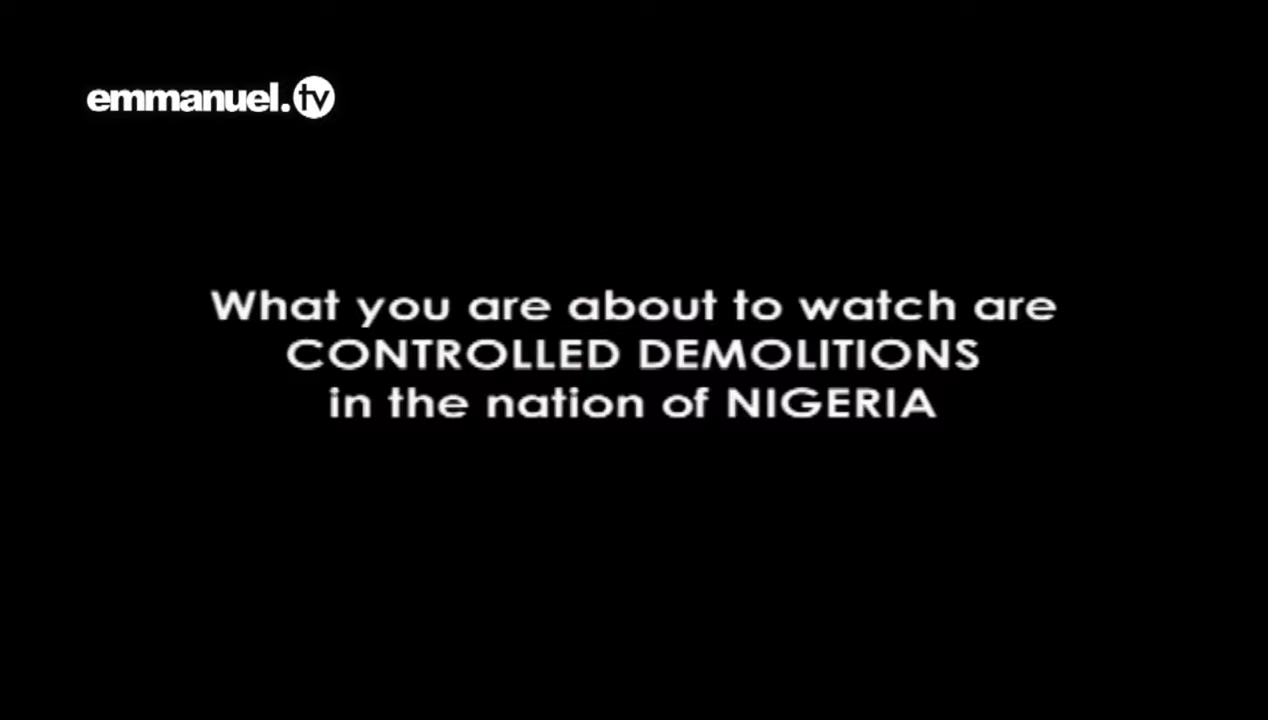 emmanuel.tv
What you are about to watch are
CONTROLLED DEMOLITIONS
in the nation of NIGERIA